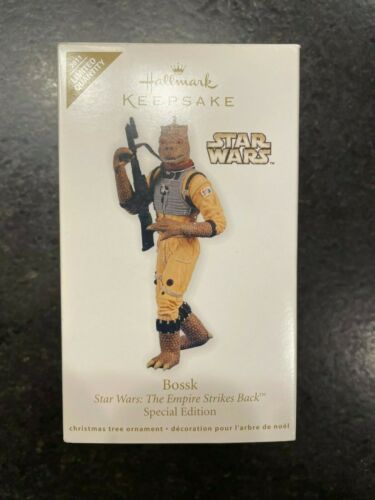 2011
LIMITED
QUANTITY
Hallmark
KEEPSAKE
STAR
WARS™
Bossk
Star Wars: The Empire Strikes Back™
Special Edition
christmas tree ornament • décoration pour l'arbre de noël